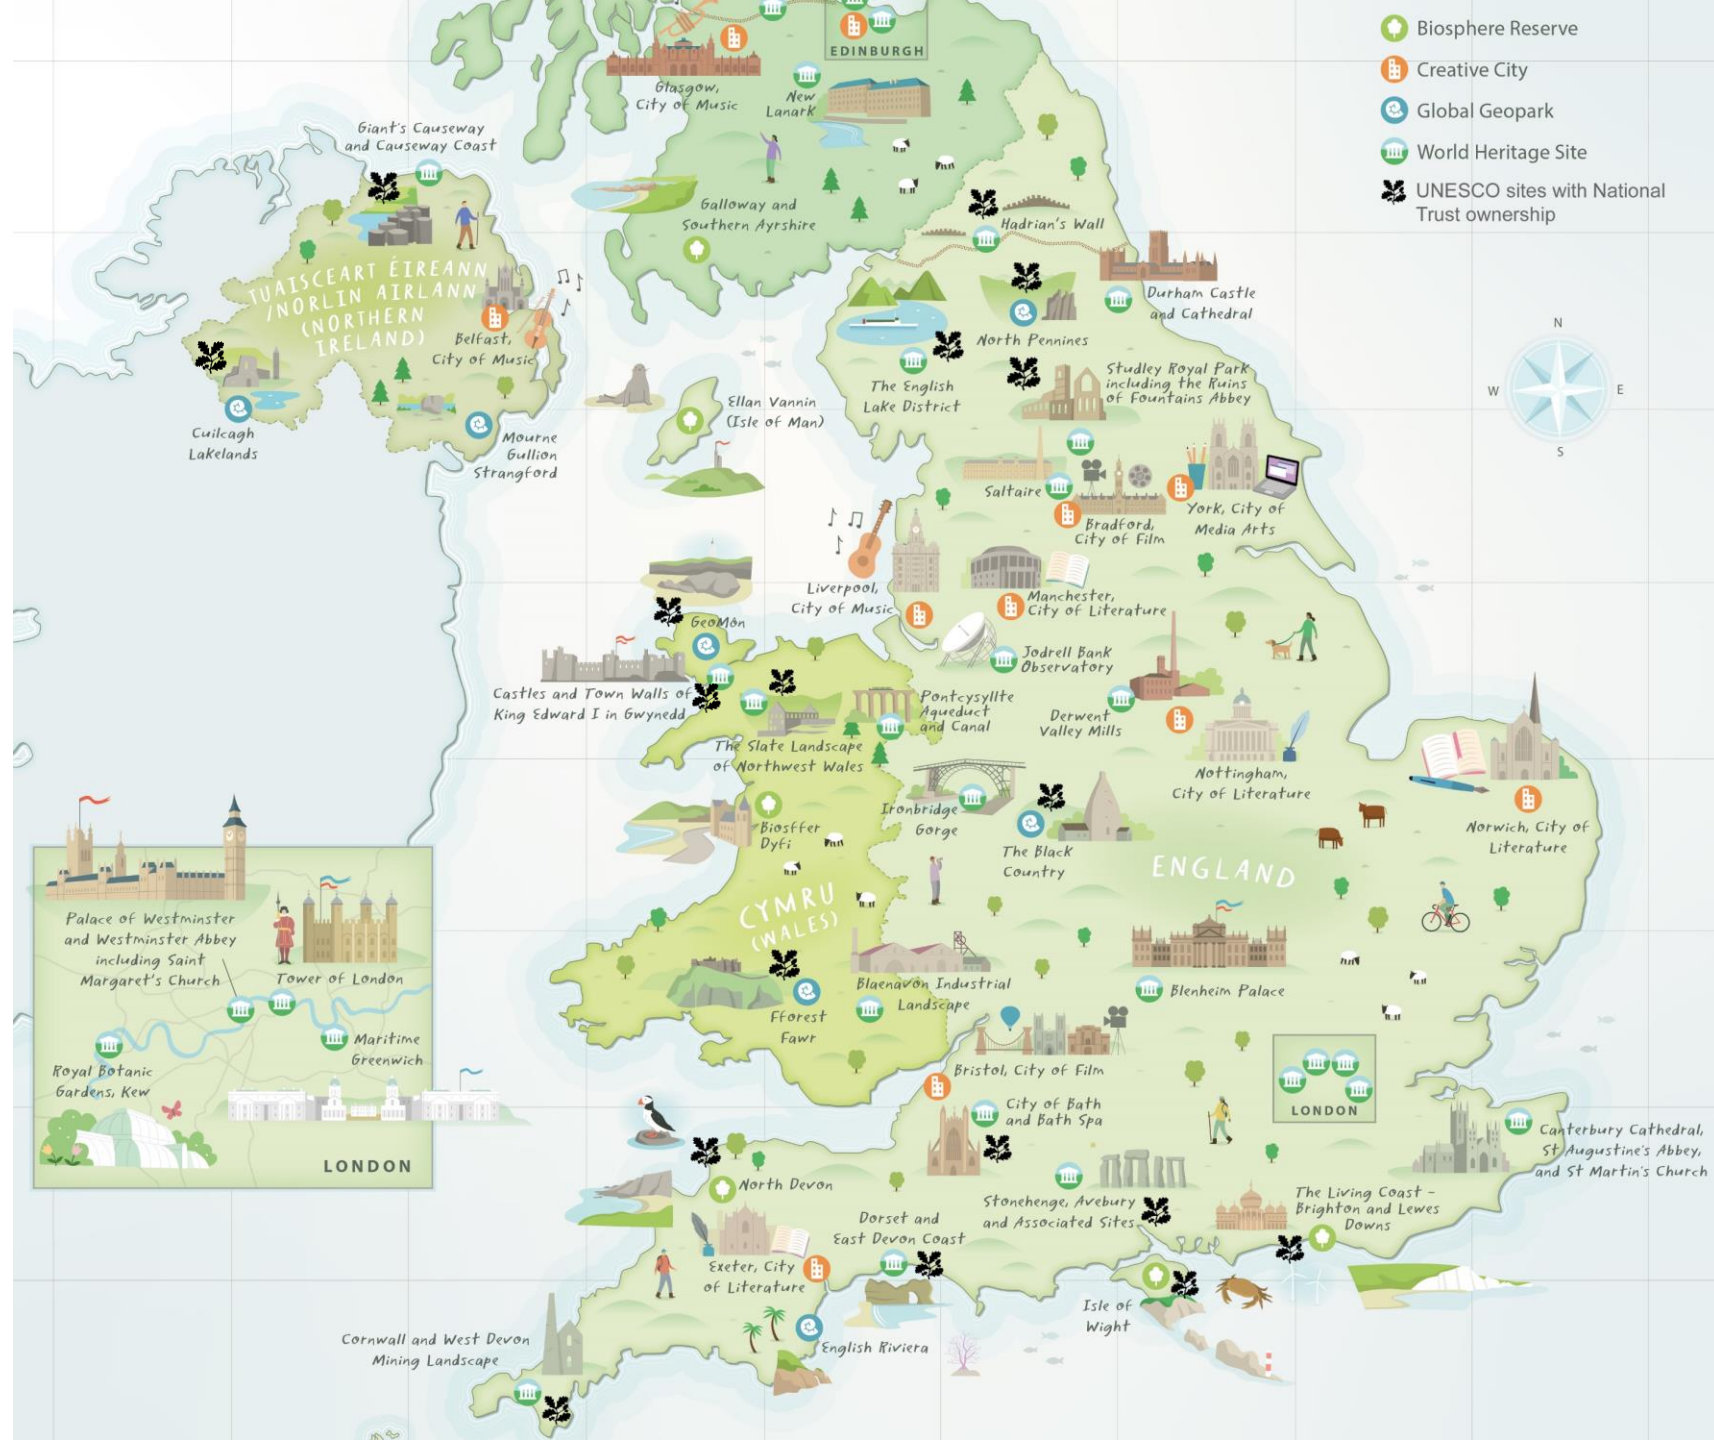 EDINBURGH
Biosphere Reserve
Creative City
Global Geopark
World Heritage Site
UNESCO sites with National
Trust ownership
Glasgow,
City of Music
New
Lanark
Giant's Causeway
and Causeway Coast
Galloway and
Southern Ayrshire
Hadrian's Wall
TUAISCEART ÉIREANN
/NORLIN AIRLANN
(NORTHERN
IRELAND)
Belfast,
City of Music
Durham Castle
and Cathedral
North Pennines
The English
Lake District
Studley Royal Park
including the Ruins
of Fountains Abbey
N
W
E
S
Ellan Vannin
(Isle of Man)
Cuilcagh
Lakelands
Mourne
Gullion
Strangford
Saltaire
Bradford,
City of Film
York, City of
Media Arts
Liverpool,
City of Music
Manchester,
City of Literature
GeoMôn
Jodrell Bank
Observatory
Castles and Town Walls of
King Edward I in Gwynedd
Pontcysyllte
Aqueduct
and Canal
Derwent
Valley Mills
The Slate Landscape
of Northwest Wales
Nottingham,
City of Literature
Ironbridge
Gorge
Biosffer
Dyfi
The Black
Country
Norwich, City of
Literature
ENGLAND
CYMRU
(WALES)
Palace of Westminster
and Westminster Abbey
including Saint
Margaret's Church
Tower of London
Maritime
Greenwich
Royal Botanic
Gardens, Kew
LONDON
Blaenavon Industrial
Landscape
Blenheim Palace
Fforest
Fawr
Bristol, City of Film
City of Bath
and Bath Spa
LONDON
Canterbury Cathedral,
St Augustine's Abbey,
and St Martin's Church
North Devon
Stonehenge, Avebury
and Associated Sites
The Living Coast –
Brighton and Lewes
Downs
Dorset and
East Devon Coast
Exeter, City
of Literature
Isle of
Wight
Cornwall and West Devon
Mining Landscape
English Riviera